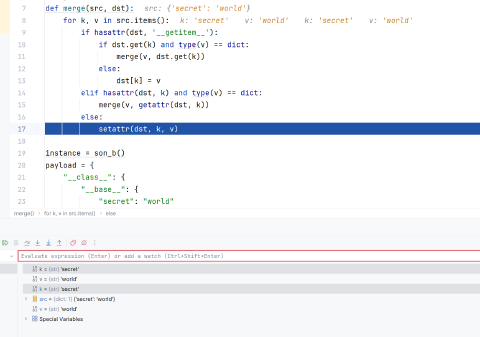 7 def merge(src, dst): src: {'secret': 'world'}
8 for k, v in src.items(): k: 'secret' v: 'world' k: 'secret' v: 'world'
9 if hasattr(dst, '__getitem__'):
10 if dst.get(k) and type(v) == dict:
11 merge(v, dst.get(k))
12 else:
13 dst[k] = v
14 elif hasattr(dst, k) and type(v) == dict:
15 merge(v, getattr(dst, k))
16 else:
17 setattr(dst, k, v)
18
19 instance = son_b()
20 payload = {
21 "__class__": {
22 "__base__": {
23 "secret": "World"
merge() › for k, v in src.items() › else
Evaluate expression (Enter) or add a watch (Ctrl+Shift+Enter)
k = {str} 'secret'
v = {str} 'world'
k = {str} 'secret'
src = {dict: 1} {'secret': 'world'}
v = {str} 'world'
Special Variables